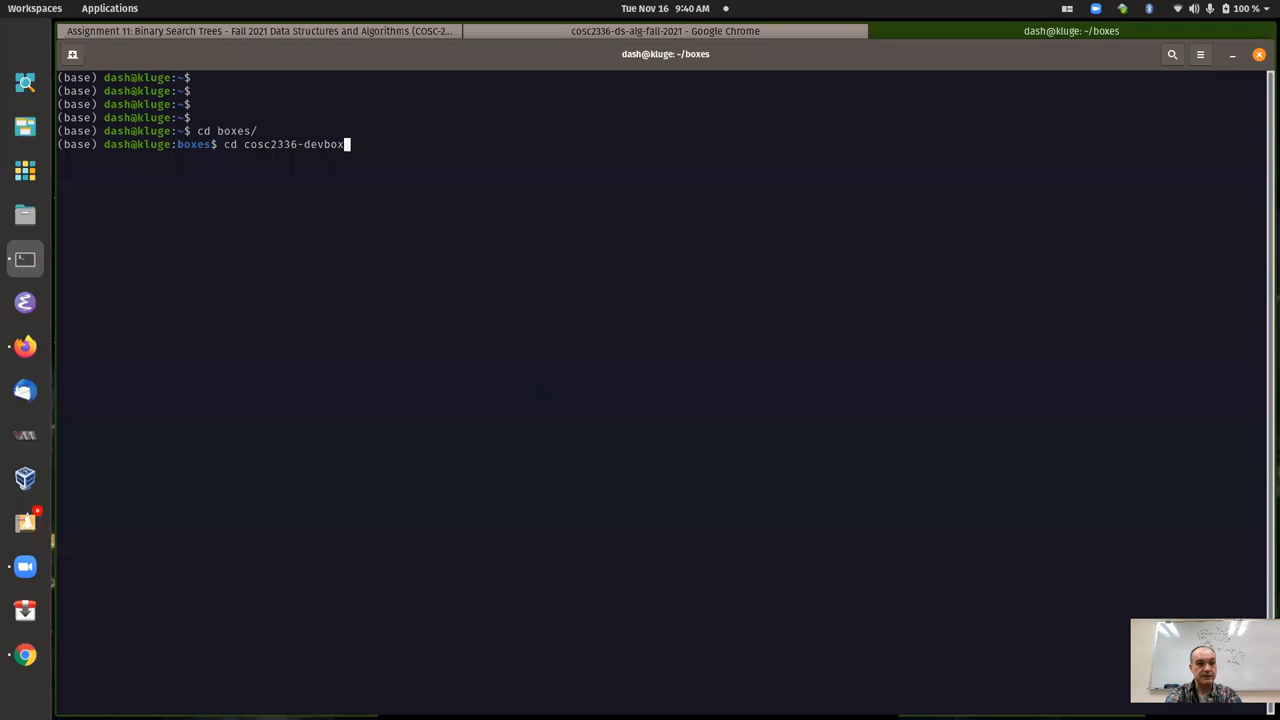 Workspaces
Applications
Tue Nov 16 9:40 AM
100 %
Assignment 11: Binary Search Trees - Fall 2021 Data Structures and Algorithms (COSC-2...
cosc2336-ds-alg-fall-2021 - Google Chrome
dash@kluge: ~/boxes
dash@kluge: ~/boxes
(base) dash@kluge:~$
(base) dash@kluge:~$
(base) dash@kluge:~$
(base) dash@kluge:~$
(base) dash@kluge:~$ cd boxes/
(base) dash@kluge:boxes$ cd cosc2336-devbox
6